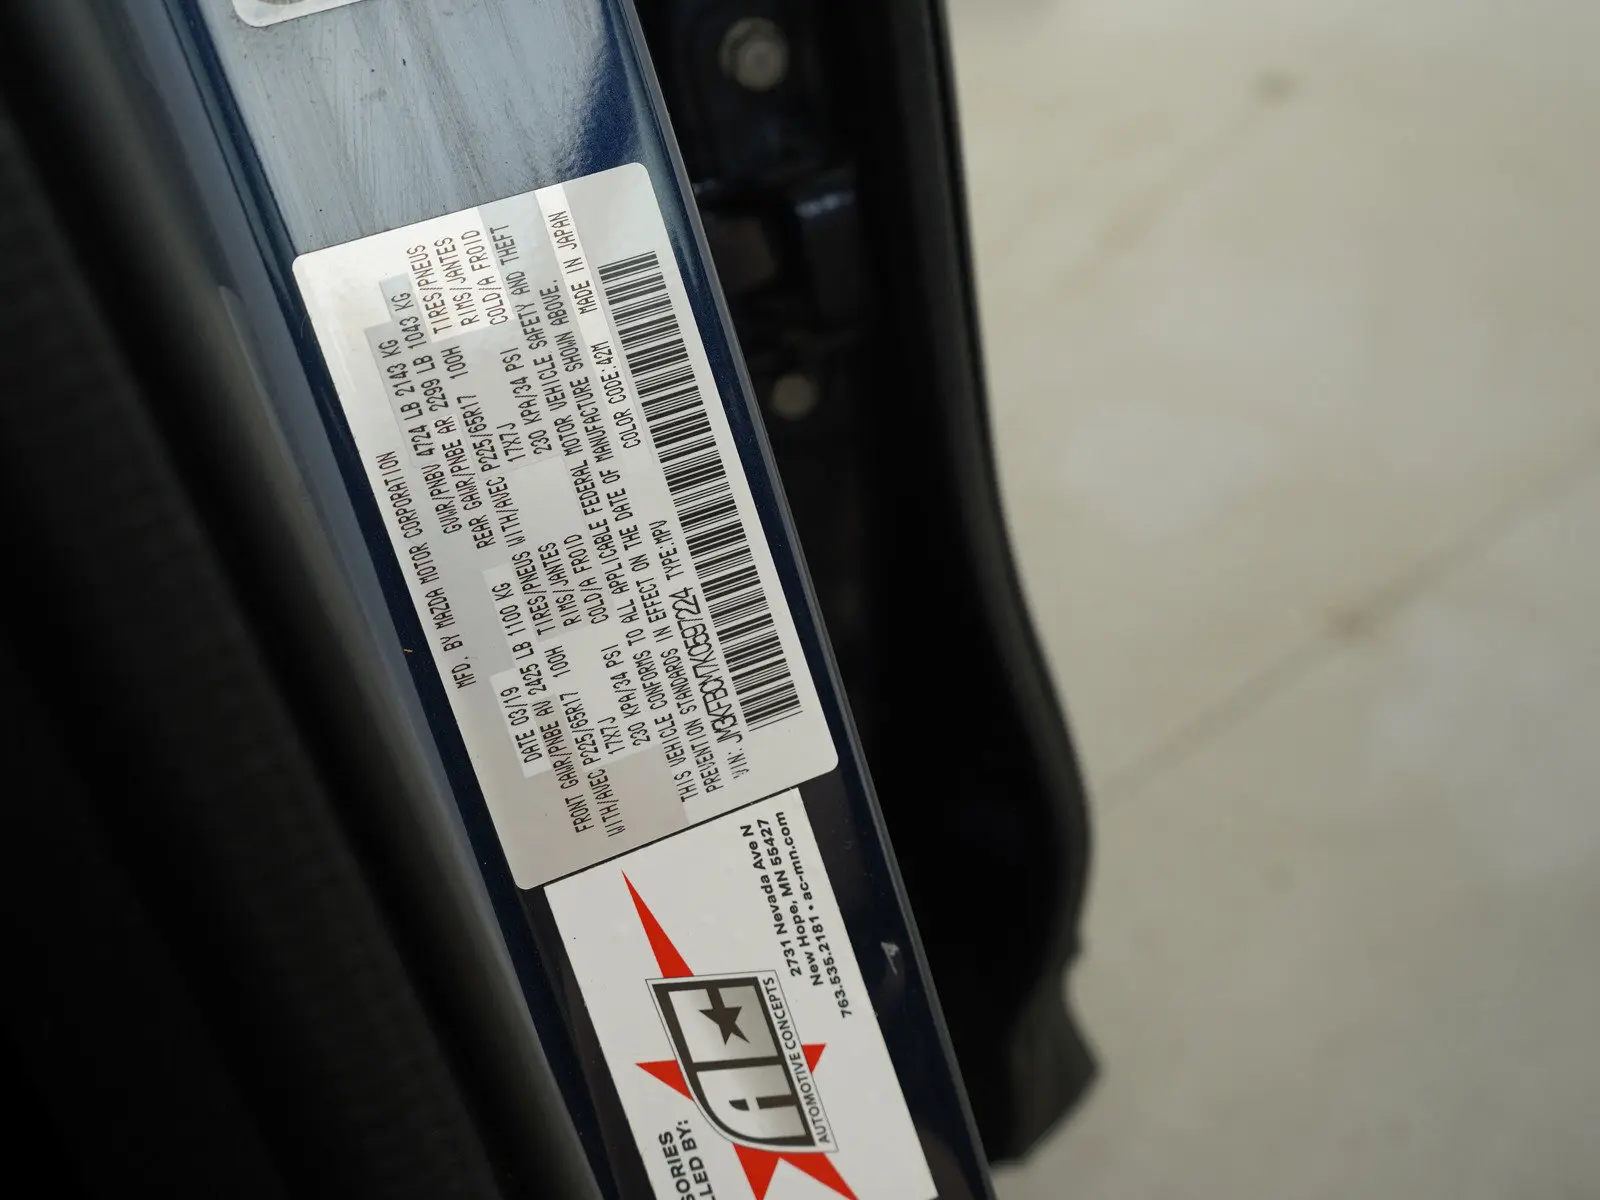 MFD. BY MAZDA MOTOR CORPORATION
DATE 03/19 GVWR/PNBV 4724 LB 2143 KG
FRONT GAWR/PNBE AV 2425 LB 1100 KG REAR GAWR/PNBE AR 2299 LB 1043 KG
P225/65R17 100H TIRES/PNEUS P225/65R17 100H TIRES/PNEUS
WITH/AVEC 17X7J RIMS/JANTES WITH/AVEC 17X7J RIMS/JANTES
230 KPA/34 PSI COLD/A FROID 230 KPA/34 PSI COLD/A FROID
THIS VEHICLE CONFORMS TO ALL APPLICABLE FEDERAL MOTOR VEHICLE SAFETY AND THEFT
PREVENTION STANDARDS IN EFFECT ON THE DATE OF MANUFACTURE SHOWN ABOVE.
VIN: JM3KFBCM7K0597224 TYPE:MPV COLOR CODE:42M MADE IN JAPAN
SORIES
LLED BY:
AUTOMOTIVE CONCEPTS
2731 Nevada Ave N
New Hope, MN 55427
763.535.2181 • ac-mn.com